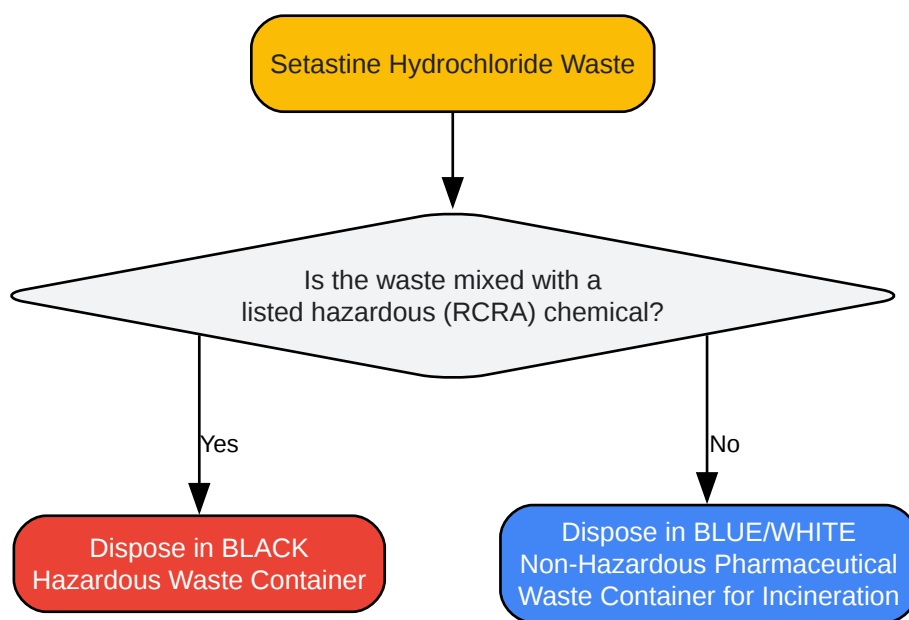 Setastine Hydrochloride Waste
Is the waste mixed with a
listed hazardous (RCRA) chemical?
Yes
No
Dispose in BLACK
Hazardous Waste Container
Dispose in BLUE/WHITE
Non-Hazardous Pharmaceutical
Waste Container for Incineration